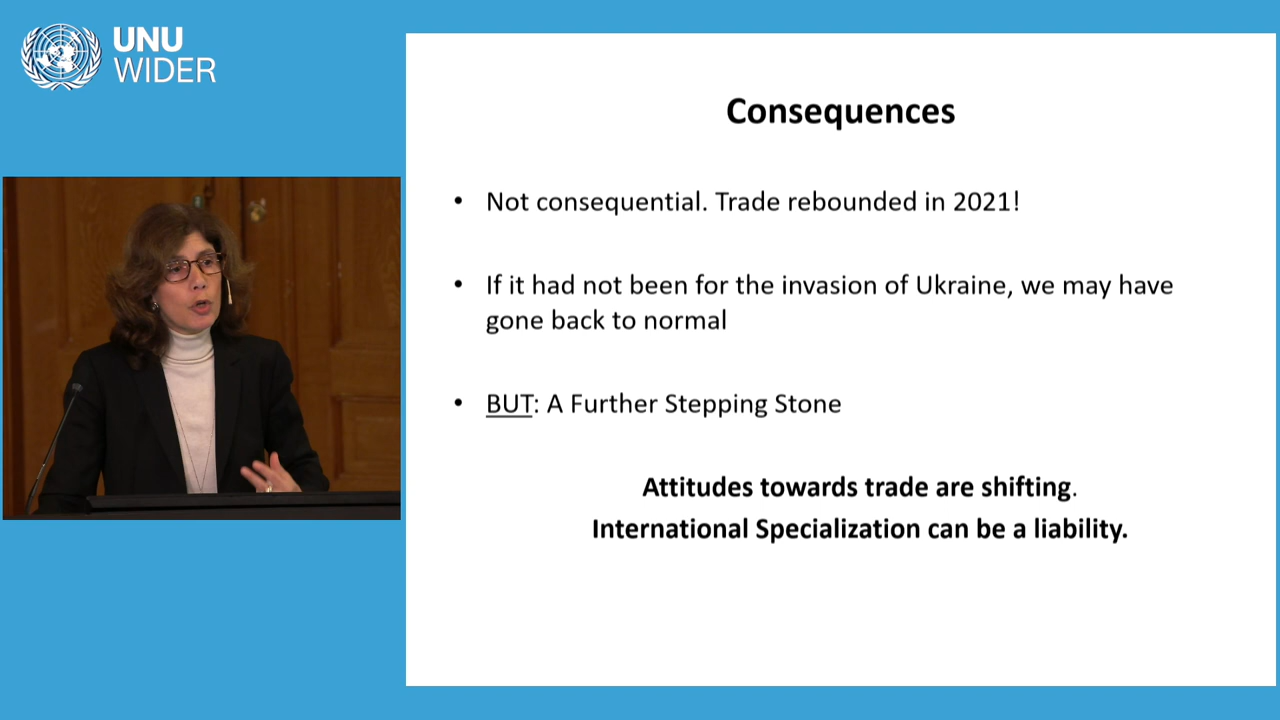 UNU
WIDER
Consequences
• Not consequential. Trade rebounded in 2021!
• If it had not been for the invasion of Ukraine, we may have
gone back to normal
• BUT: A Further Stepping Stone
Attitudes towards trade are shifting.
International Specialization can be a liability.